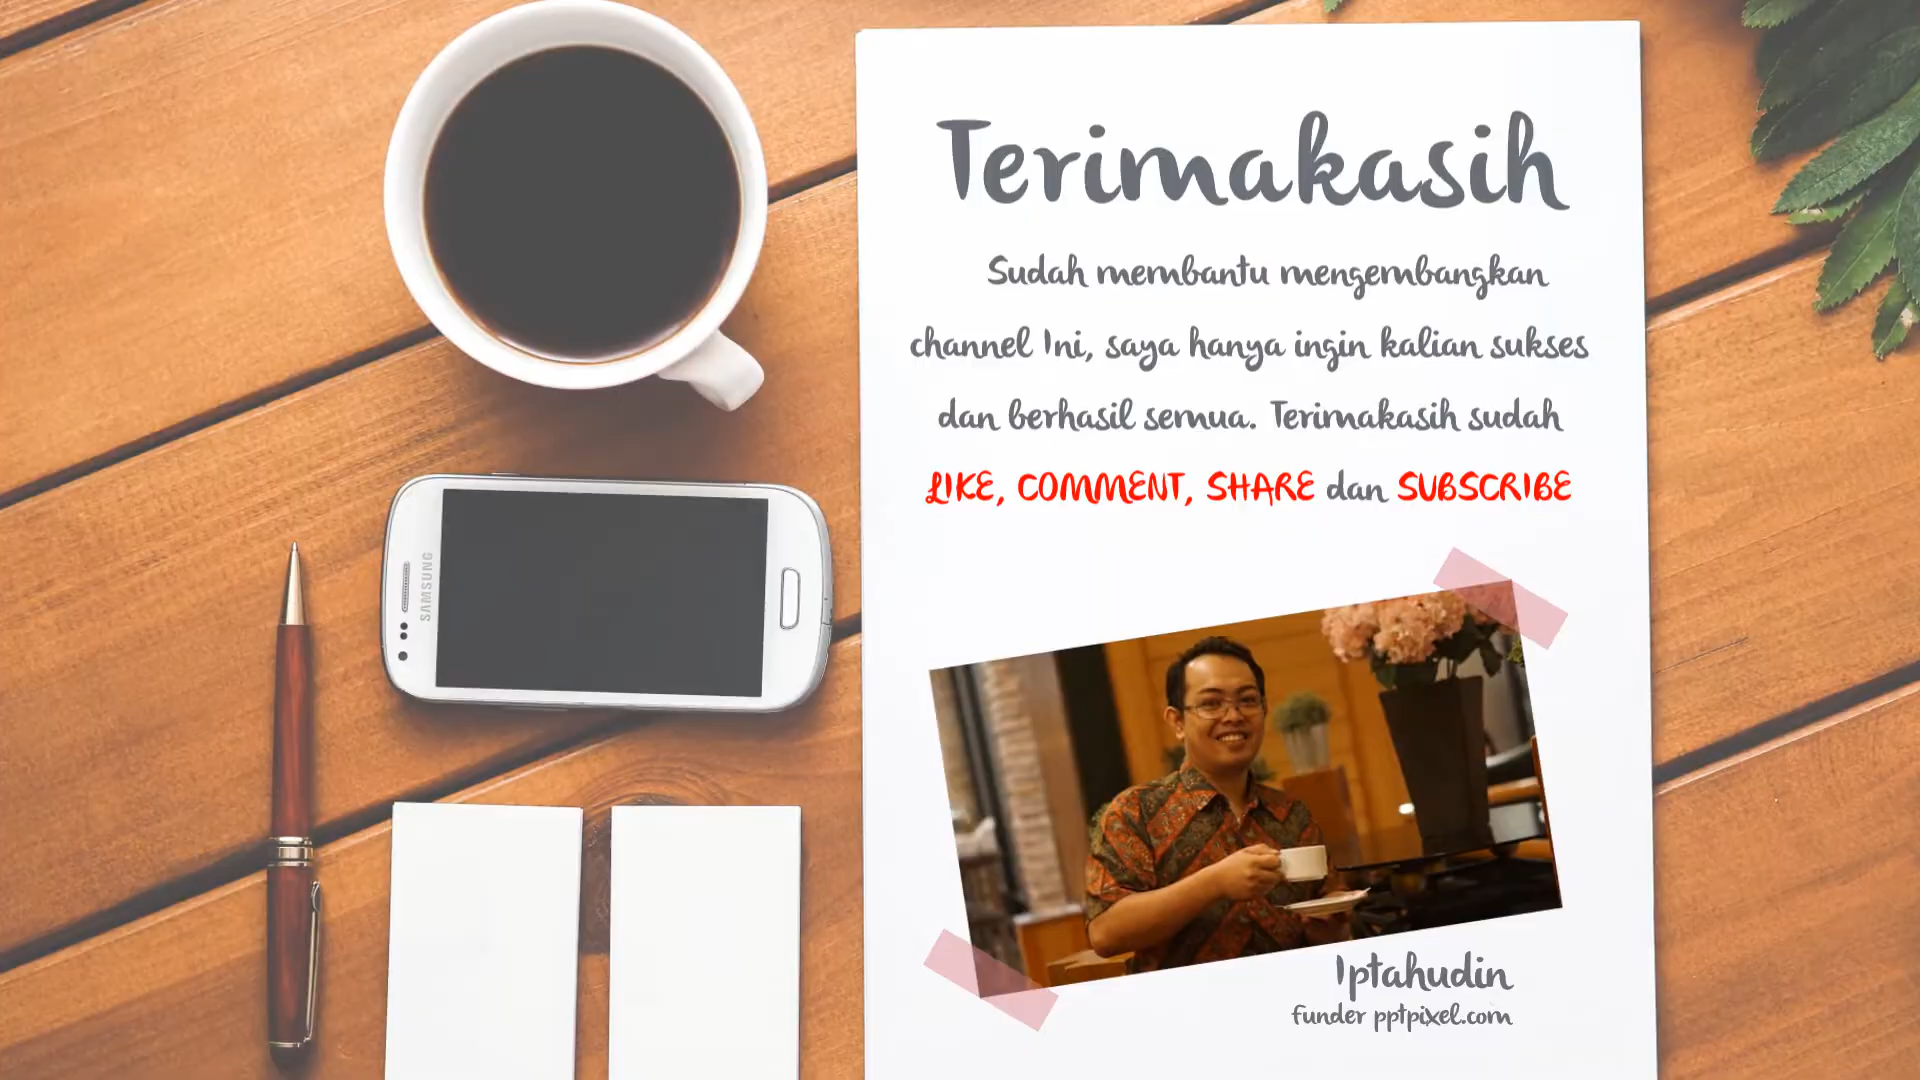 Terimakasih
Sudah membantu mengembangkan
channel Ini, saya hanya ingin kalian sukses
dan berhasil semua. Terimakasih sudah
LIKE, COMMENT, SHARE dan SUBSCRIBE
SAMSUNG
Iptahudin
funder pptpixel.com